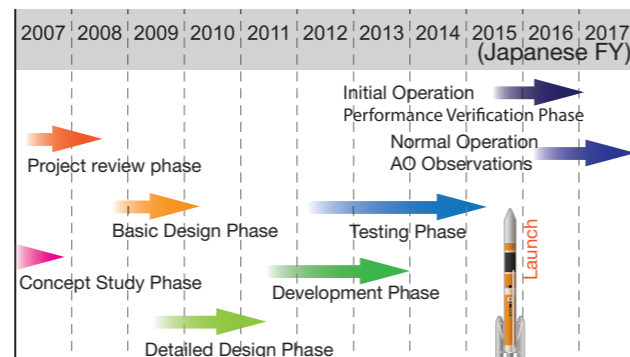 2007 2008 2009 2010 2011 2012 2013 2014 2015 2016 2017
(Japanese FY)
Initial Operation
Performance Verification Phase
Normal Operation
AO Observations
Project review phase
Basic Design Phase
Testing Phase
Launch
Concept Study Phase
Development Phase
Detailed Design Phase